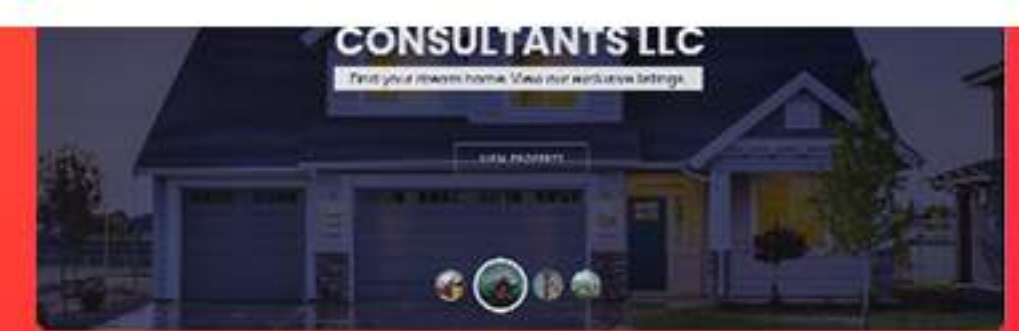 CONSULTANTS LLC
Find your dream home. View our exclusive listings.
VIEW PROPERTY